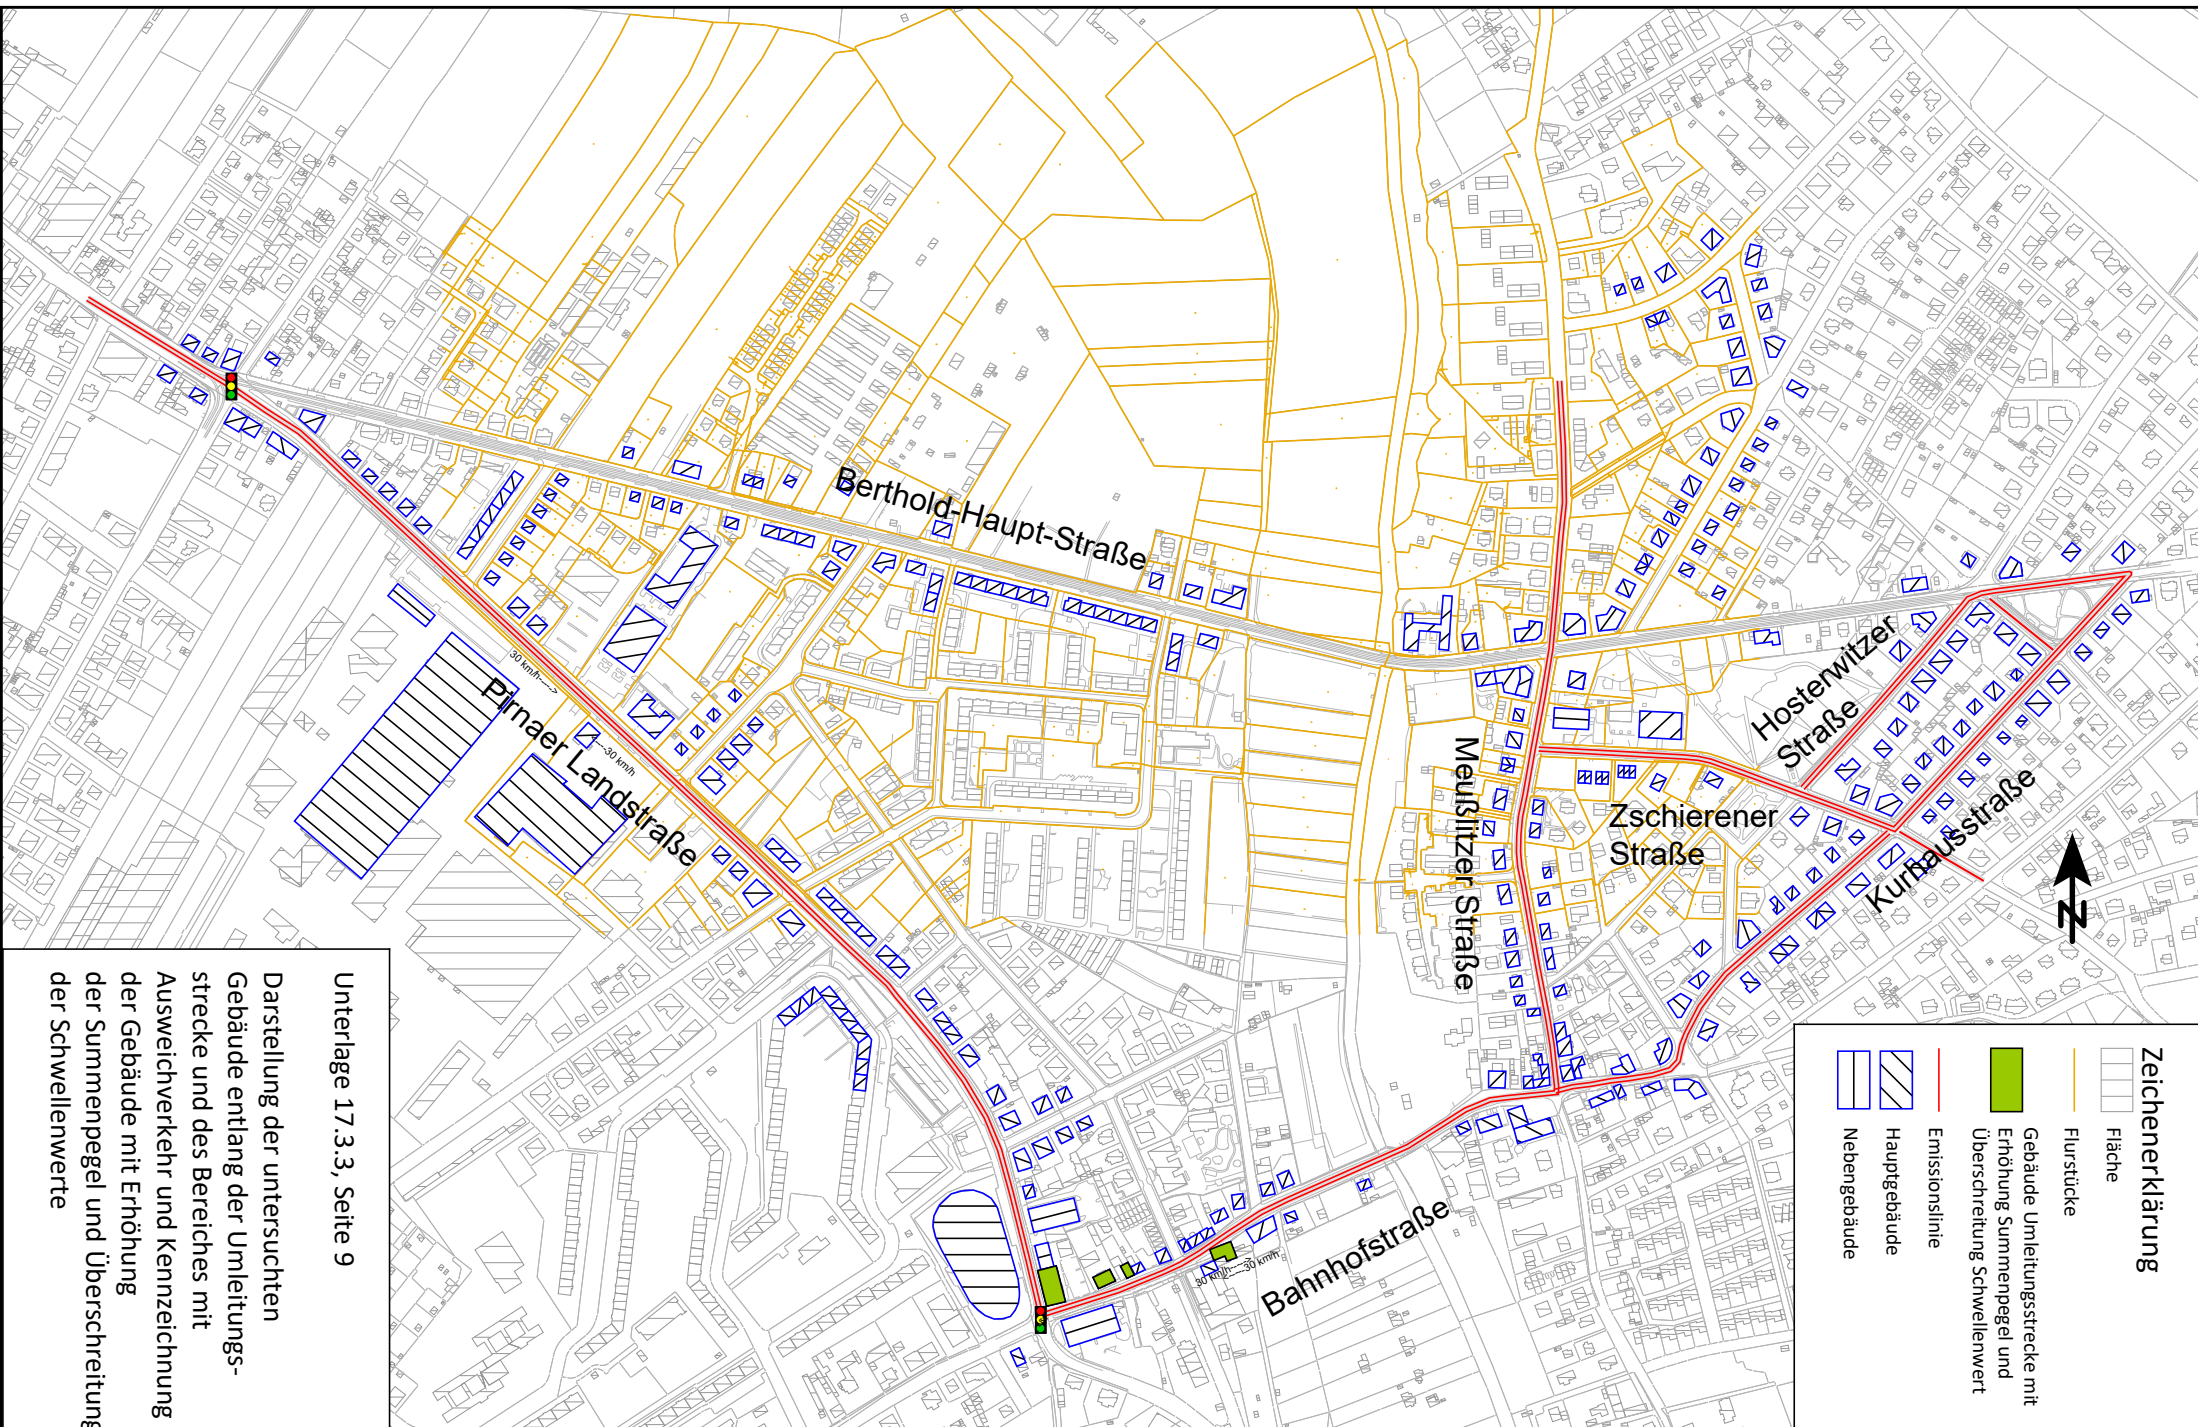 Berthold-Haupt-Straße
Hosterwitzer
Straße
Pirnaer Landstraße
30 km/h----->
<----30 km/h
Meußlitzer Straße
Zschierener
Straße
Kurhausstraße
N
Bahnhofstraße
30 km/h----->
<----30 km/h
Zeichenerklärung
Fläche
Flurstücke
Gebäude Umleitungsstrecke mit
Erhöhung Summenpegel und
Überschreitung Schwellenwert
Emissionslinie
Hauptgebäude
Nebengebäude
Unterlage 17.3.3, Seite 9
Darstellung der untersuchten
Gebäude entlang der Umleitungs-
strecke und des Bereiches mit
Ausweichverkehr und Kennzeichnung
der Gebäude mit Erhöhung
der Summenpegel und Überschreitung
der Schwellenwerte